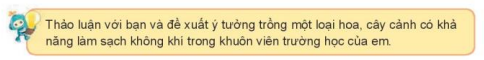 Thảo luận với bạn và đề xuất ý tưởng trồng một loại hoa, cây cảnh có khả
năng làm sạch không khí trong khuôn viên trường học của em.